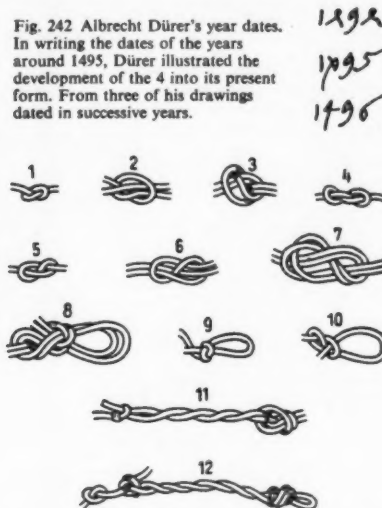 Fig. 242 Albrecht Dürer's year dates.
In writing the dates of the years
around 1495, Dürer illustrated the
development of the 4 into its present
form. From three of his drawings
dated in successive years.
1494
1495
1496
1 2 3 4
5 6 7
8 9 10
11
12